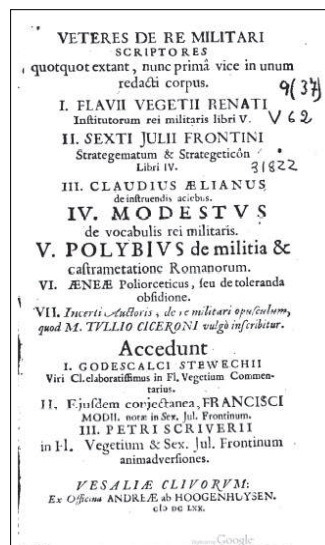 VETERES DE RE MILITARI
SCRIPTORES
quotquot extant, nunc primâ vice in unum
redacti corpus.
9(37)
I. FLAVII VEGETII RENATI
Inſtitutorum rei militaris libri V.
V62
II. SEXTI JULII FRONTINI
Strategematum & Strategeticôn
Libri IV.
31822
III. CLAUDIUS ÆLIANUS
de inſtruendis aciebus.
IV. MODESTVS
de vocabulis rei militaris.
V. POLYBIVS de militia &
caſtrametatione Romanorum.
VI. ÆNEÆ Poliorceticus, ſeu de toleranda
obſidione.
VII. Incerti Auctoris, de re militari opuſculum,
quod M. TVLLIO CICERONI vulgò inſcribitur.
Accedunt
I. GODESCALCI STEWECHII
Viri Cl. elaboratiſſimus in Fl. Vegetium Commen-
tarius.
II. Ejuſdem conjectanea, FRANCISCI
MODII. notæ in Sex. Jul. Frontinum.
III. PETRI SCRIVERII
in Fl. Vegetium & Sex. Jul. Frontinum
animadverſiones.
VESALIÆ CLIVORVM:
Ex Officina ANDREÆ ab HOOGENHUYSEN.
cIɔ DC LXX.
Google